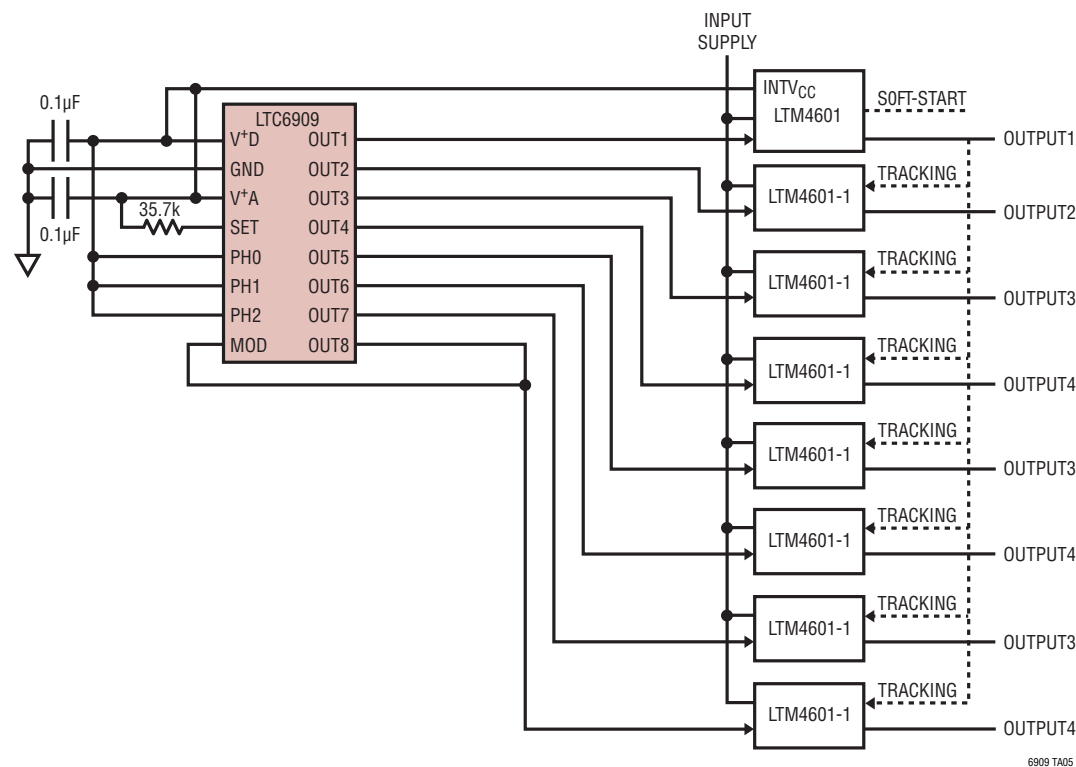 INPUT
SUPPLY
0.1µF
LTC6909
V+D OUT1
GND OUT2
V+A OUT3
35.7k
SET OUT4
0.1µF
PH0 OUT5
PH1 OUT6
PH2 OUT7
MOD OUT8
INTVCC
LTM4601
S0FT-START
OUTPUT1
TRACKING
LTM4601-1
OUTPUT2
TRACKING
LTM4601-1
OUTPUT3
TRACKING
LTM4601-1
OUTPUT4
TRACKING
LTM4601-1
OUTPUT3
TRACKING
LTM4601-1
OUTPUT4
TRACKING
LTM4601-1
OUTPUT3
TRACKING
LTM4601-1
OUTPUT4
6909 TA05